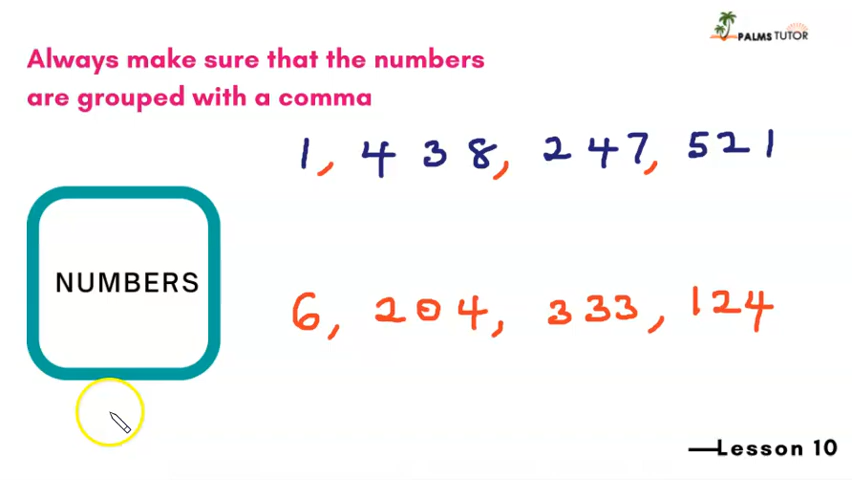 PALMS TUTOR
Always make sure that the numbers
are grouped with a comma
1, 438, 247, 521
NUMBERS
6, 204, 333, 124
Lesson 10